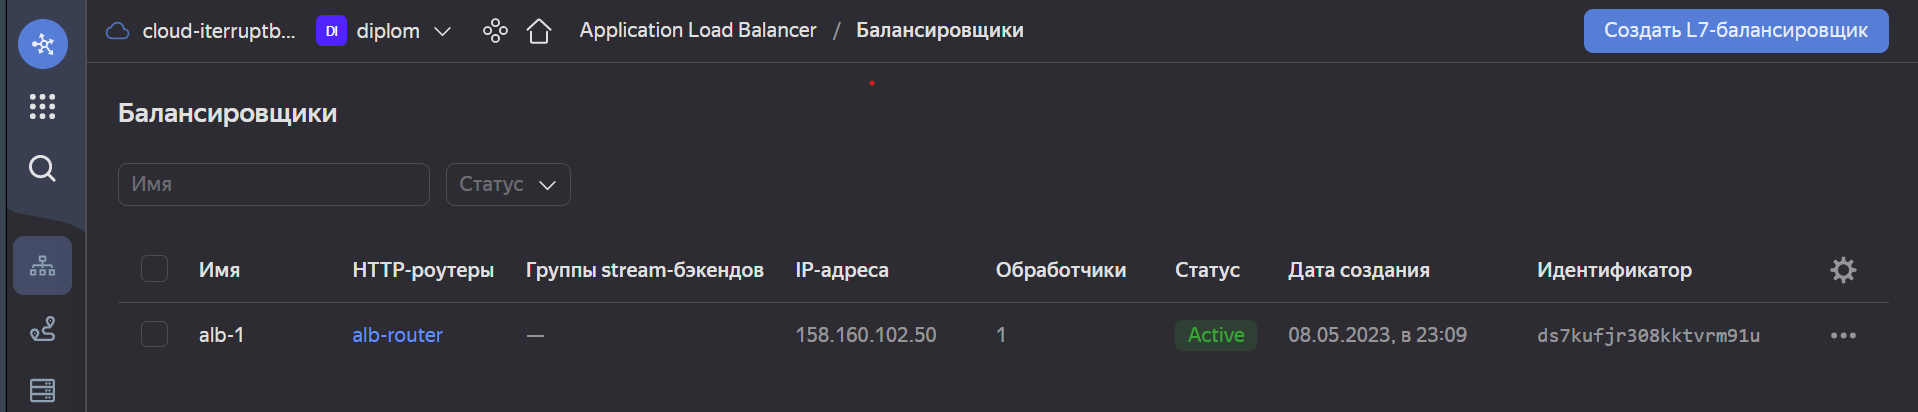 cloud-iterruptb... DI diplom Application Load Balancer / Балансировщики Создать L7-балансировщик
Балансировщики
Имя Статус
Имя HTTP-роутеры Группы stream-бэкендов IP-адреса Обработчики Статус Дата создания Идентификатор
alb-1 alb-router — 158.160.102.50 1 Active 08.05.2023, в 23:09 ds7kufjr308kktvrm91u